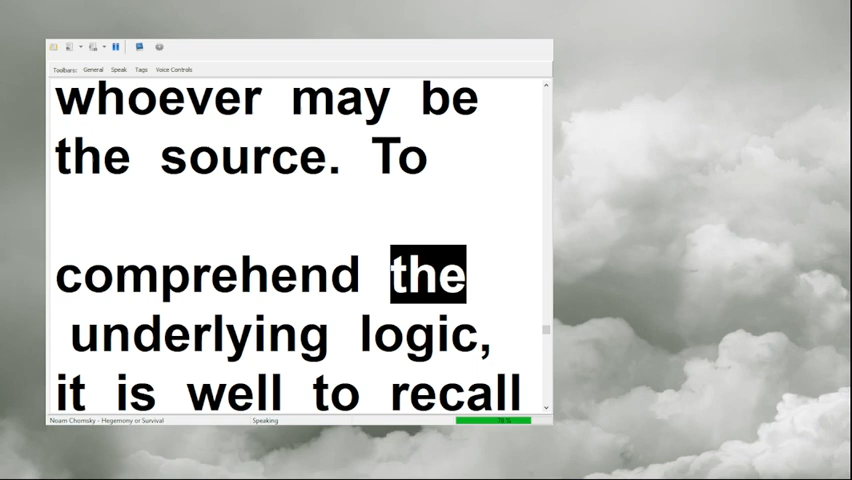 Toolbars: General Speak Tags Voice Controls
whoever may be
the source. To
comprehend the
underlying logic,
it is well to recall
Noam Chomsky - Hegemony or Survival Speaking